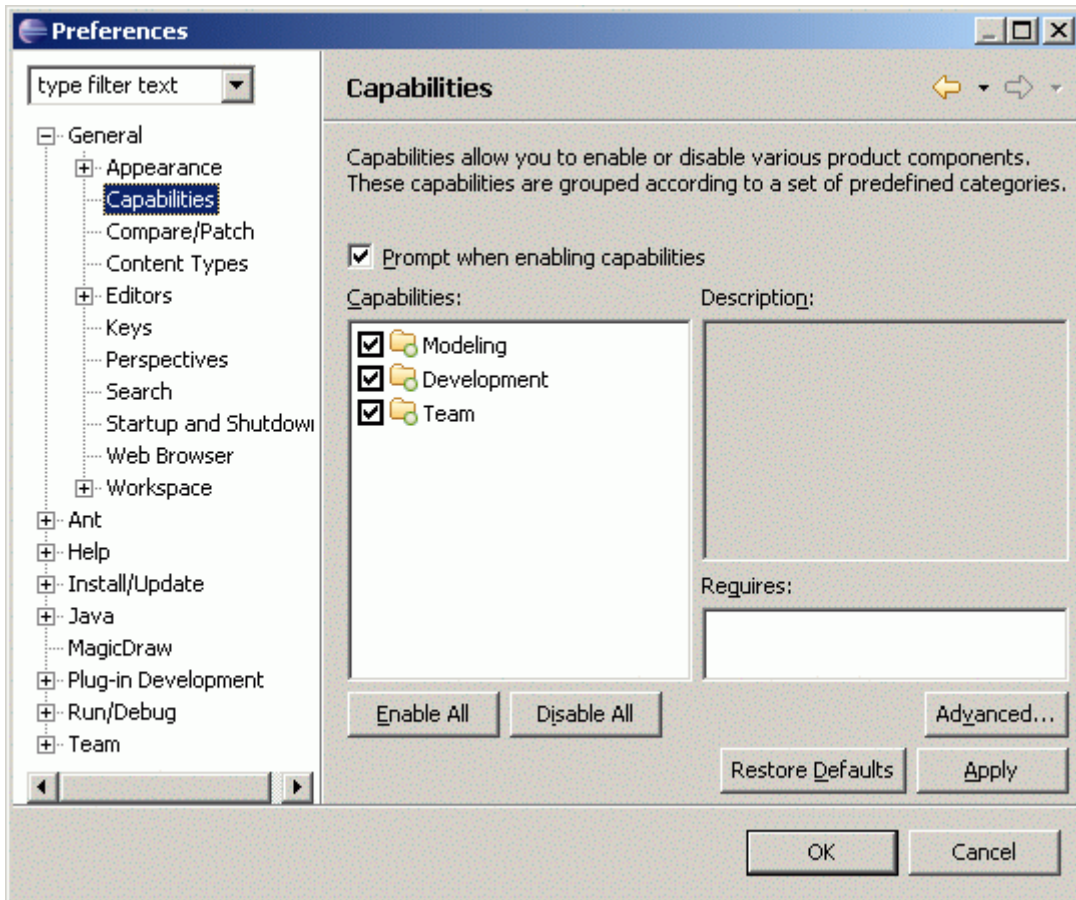 Preferences
type filter text
General
Appearance
Capabilities
Compare/Patch
Content Types
Editors
Keys
Perspectives
Search
Startup and Shutdown
Web Browser
Workspace
Ant
Help
Install/Update
Java
MagicDraw
Plug-in Development
Run/Debug
Team
Capabilities
Capabilities allow you to enable or disable various product components.
These capabilities are grouped according to a set of predefined categories.
Prompt when enabling capabilities
Capabilities:
Modeling
Development
Team
Description:
Requires:
Enable All
Disable All
Advanced...
Restore Defaults
Apply
OK
Cancel